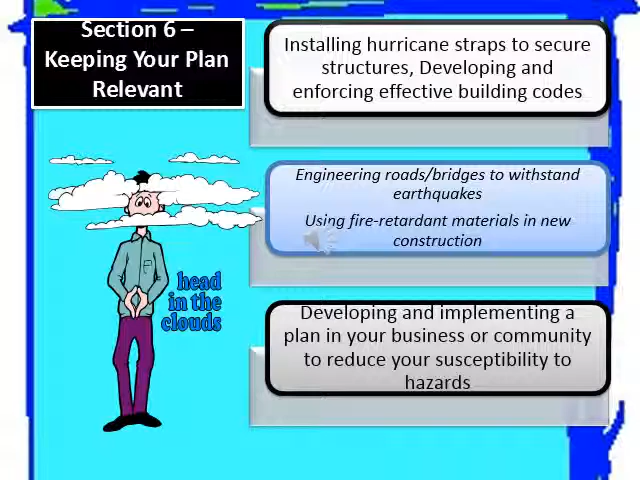 Section 6 –
Keeping Your Plan
Relevant
Installing hurricane straps to secure
structures, Developing and
enforcing effective building codes
Engineering roads/bridges to withstand
earthquakes
Using fire-retardant materials in new
construction
head
in the
clouds
Developing and implementing a
plan in your business or community
to reduce your susceptibility to
hazards